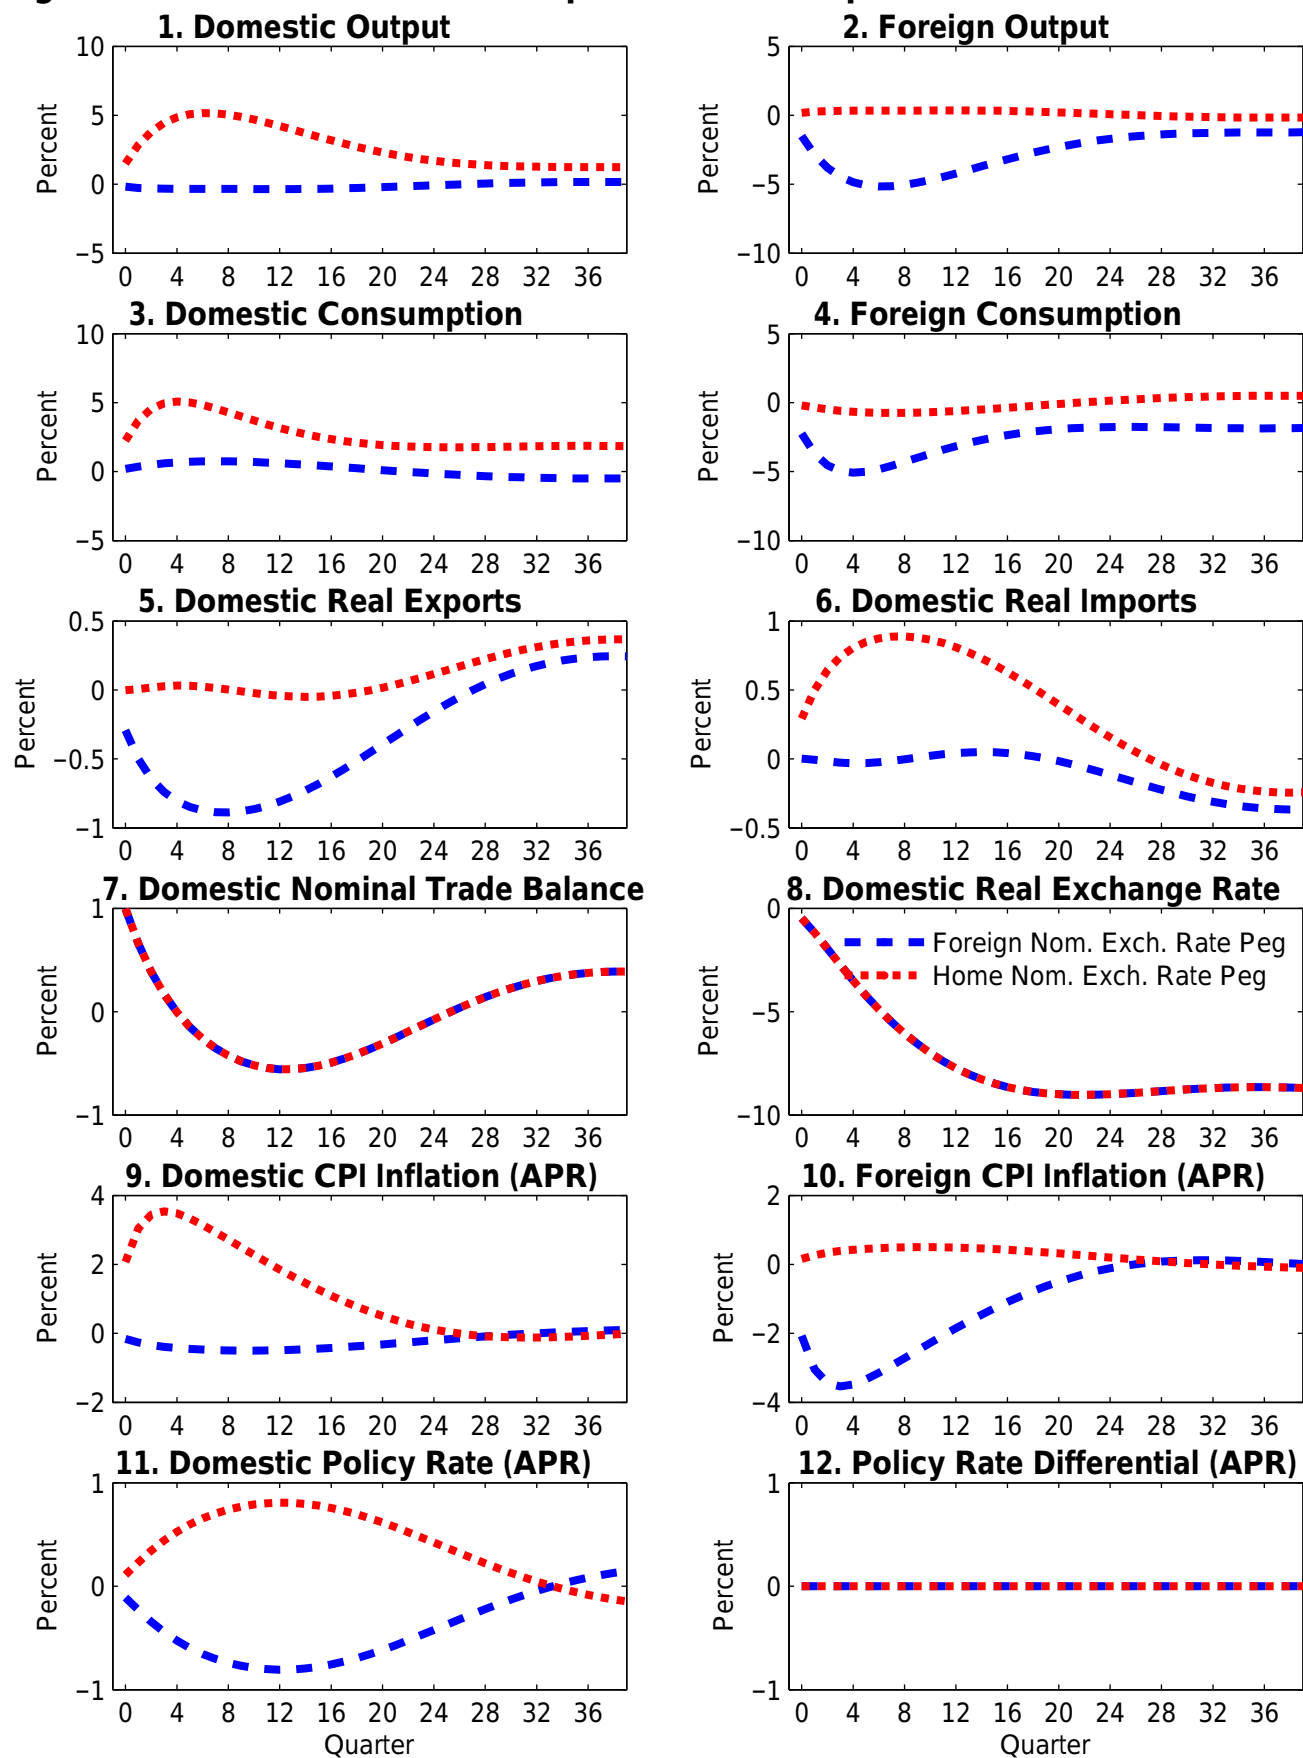 1. Domestic Output
2. Foreign Output
Percent
10
5
0
−5
0 4 8 12 16 20 24 28 32 36
Percent
5
0
−5
−10
0 4 8 12 16 20 24 28 32 36
3. Domestic Consumption
4. Foreign Consumption
Percent
10
5
0
−5
0 4 8 12 16 20 24 28 32 36
Percent
5
0
−5
−10
0 4 8 12 16 20 24 28 32 36
5. Domestic Real Exports
6. Domestic Real Imports
Percent
0.5
0
−0.5
−1
0 4 8 12 16 20 24 28 32 36
Percent
1
0.5
0
−0.5
0 4 8 12 16 20 24 28 32 36
7. Domestic Nominal Trade Balance
8. Domestic Real Exchange Rate
Percent
1
0
−1
0 4 8 12 16 20 24 28 32 36
Percent
0
−5
−10
Foreign Nom. Exch. Rate Peg
Home Nom. Exch. Rate Peg
0 4 8 12 16 20 24 28 32 36
9. Domestic CPI Inflation (APR)
10. Foreign CPI Inflation (APR)
Percent
4
2
0
−2
0 4 8 12 16 20 24 28 32 36
Percent
2
0
−2
−4
0 4 8 12 16 20 24 28 32 36
11. Domestic Policy Rate (APR)
12. Policy Rate Differential (APR)
Percent
1
0
−1
0 4 8 12 16 20 24 28 32 36
Quarter
Percent
1
0
−1
0 4 8 12 16 20 24 28 32 36
Quarter